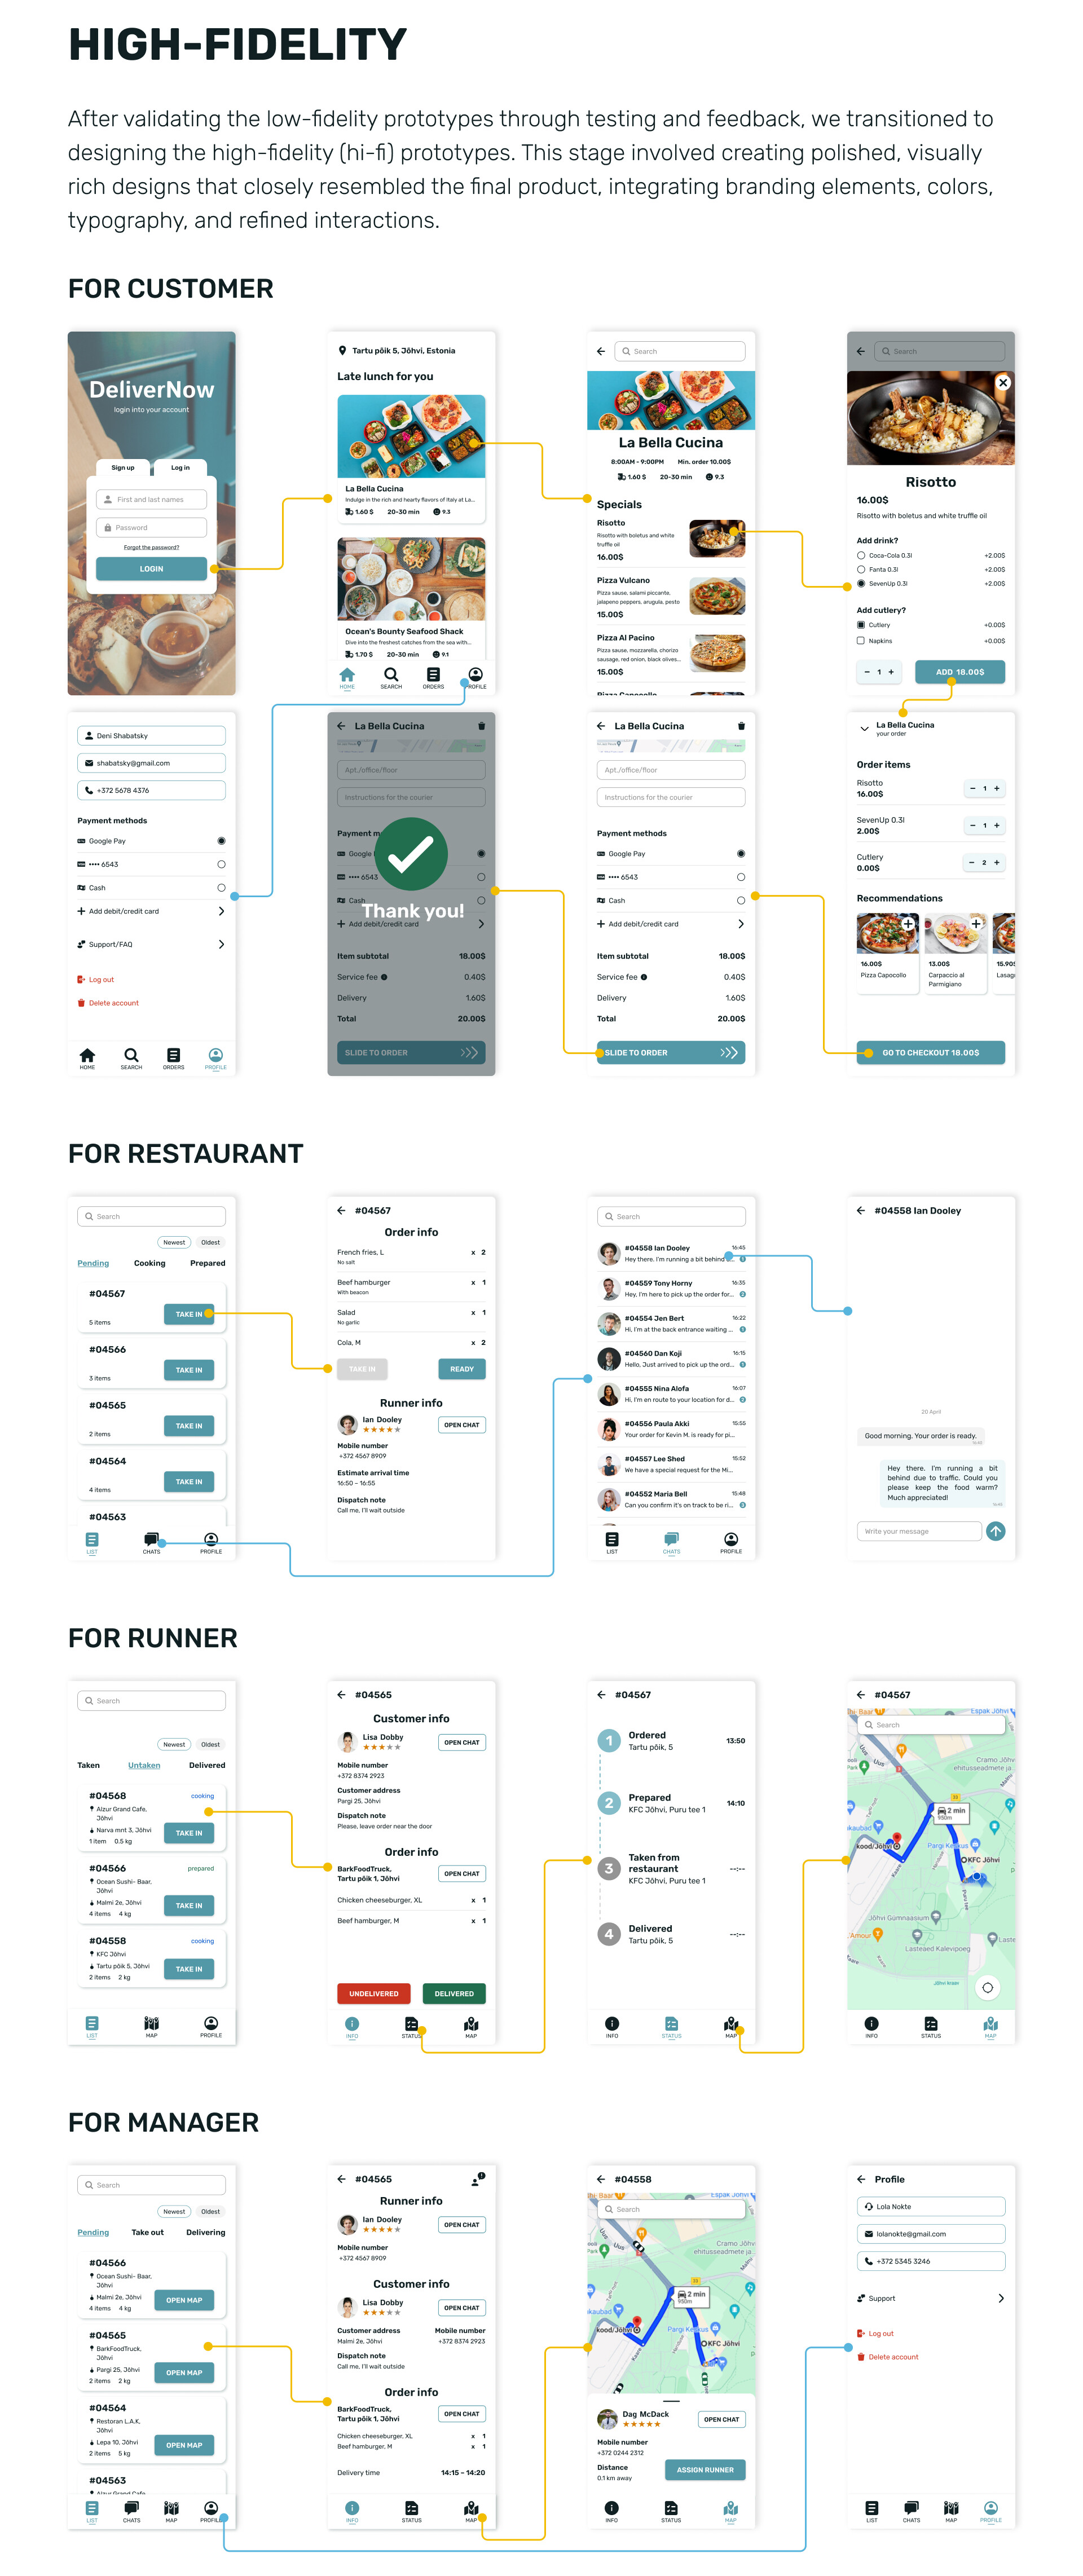 HIGH-FIDELITY
After validating the low-fidelity prototypes through testing and feedback, we transitioned to
designing the high-fidelity (hi-fi) prototypes. This stage involved creating polished, visually
rich designs that closely resembled the final product, integrating branding elements, colors,
typography, and refined interactions.
FOR CUSTOMER
DeliverNow
login into your account
Sign up
Log in
First and last names
Password
Forgot the password?
LOGIN
Tartu põik 5, Jõhvi, Estonia
Late lunch for you
La Bella Cucina
Indulge in the rich and hearty flavors of Italy at La...
1.60 $ 20-30 min 9.3
Ocean's Bounty Seafood Shack
Dive into the freshest catches from the sea with...
1.70 $ 20-30 min 9.1
HOME SEARCH ORDERS PROFILE
Search
La Bella Cucina
8:00AM - 9:00PM Min. order 10.00$
1.60 $ 20-30 min 9.3
Specials
Risotto
Risotto with boletus and white
truffle oil
16.00$
Pizza Vulcano
Pizza sause, salami piccante,
jalapeno peppers, arugula, pesto
15.00$
Pizza Al Pacino
Pizza sause, mozzarella, chorizo
sausage, red onion, black olives...
15.00$
Pizza Capocollo
Search
Risotto
16.00$
Risotto with boletus and white truffle oil
Add drink?
Coca-Cola 0.3l +2.00$
Fanta 0.3l +2.00$
SevenUp 0.3l +2.00$
Add cutlery?
Cutlery +0.00$
Napkins +0.00$
- 1 +
ADD 18.00$
Deni Shabatsky
shabatsky@gmail.com
+372 5678 4376
Payment methods
Google Pay
•••• 6543
Cash
+ Add debit/credit card
Support/FAQ
Log out
Delete account
HOME SEARCH ORDERS PROFILE
La Bella Cucina
Apt./office/floor
Instructions for the courier
Payment m
Google
•••• 6543
Cash
Thank you!
+ Add debit/credit card
Item subtotal 18.00$
Service fee 0.40$
Delivery 1.60$
Total 20.00$
SLIDE TO ORDER
La Bella Cucina
Apt./office/floor
Instructions for the courier
Payment methods
Google Pay
•••• 6543
Cash
+ Add debit/credit card
Item subtotal 18.00$
Service fee 0.40$
Delivery 1.60$
Total 20.00$
SLIDE TO ORDER
La Bella Cucina
your order
Order items
Risotto
16.00$
- 1 +
SevenUp 0.3l
2.00$
- 1 +
Cutlery
0.00$
- 2 +
Recommendations
16.00$ 13.00$ 15.90$
Pizza Capocollo Carpaccio al Lasag
Parmigiano
GO TO CHECKOUT 18.00$
FOR RESTAURANT
Search
Newest Oldest
Pending Cooking Prepared
#04567
5 items
TAKE IN
#04566
3 items
TAKE IN
#04565
2 items
TAKE IN
#04564
4 items
TAKE IN
#04563
LIST CHATS PROFILE
#04567
Order info
French fries, L x 2
No salt
Beef hamburger x 1
With beacon
Salad x 1
No garlic
Cola, M x 2
TAKE IN READY
Runner info
Ian Dooley
OPEN CHAT
Mobile number
+372 4567 8909
Estimate arrival time
16:50 – 16:55
Dispatch note
Call me, I'll wait outside
Search
#04558 Ian Dooley 16:45
Hey there, I'm running a bit behind
#04559 Tony Horny 16:35
Hey, I'm here to pick up the order for... 2
#04554 Jen Bert 16:22
Hi, I'm at the back entrance waiting ...
#04560 Dan Koji 16:15
Hello, Just arrived to pick up the ord...
#04555 Nina Alofa 16:07
Hi, I'm en route to your location for d... 2
#04556 Paula Akki 15:55
Your order for Kevin M. is ready for pi...
#04557 Lee Shed 15:52
We have a special request for the Mi...
#04552 Maria Bell 15:48
Can you confirm it's on track to be ri...
LIST CHATS PROFILE
#04558 Ian Dooley
20 April
Good morning. Your order is ready.
Hey there, I'm running a bit
behind due to traffic. Could you
please keep the food warm?
Much appreciated!
Write your message
FOR RUNNER
Search
Newest Oldest
Taken Untaken Delivered
#04568 cooking
Alzur Grand Cafe,
Jõhvi
Narva mnt 3, Jõhvi
1 item 0.5 kg
TAKE IN
#04566 prepared
Ocean Sushi- Baar,
Jõhvi
Malmi 2e, Jõhvi
4 items 4 kg
TAKE IN
#04558 cooking
KFC Jõhvi
Tartu põik 5, Jõhvi
2 items 2 kg
TAKE IN
LIST MAP PROFILE
#04565
Customer info
Lisa Dobby
OPEN CHAT
Mobile number
+372 8374 2923
Customer address
Pargi 25, Jõhvi
Dispatch note
Please, leave order near the door
Order info
BarkFoodTruck,
Tartu põik 1, Jõhvi
OPEN CHAT
Chicken cheeseburger, XL x 1
Beef hamburger, M x 1
UNDELIVERED DELIVERED
INFO STATUS MAP
#04567
1 Ordered
Tartu põik, 5
13:50
2 Prepared
KFC Jõhvi, Puru tee 1
14:10
3 Taken from
restaurant
KFC Jõhvi, Puru tee 1
--:--
4 Delivered
Tartu põik, 5
--:--
INFO STATUS MAP
#04567
Espak Jõhvi
Search
Cramo Jõhvi
ehitusseadmete ja...
33
2 min
950m
kaubad
Pargi Keskus
kood/Jõhvi
KFC Jõhvi
Kaare
Puru tee
Malmi
Jõhvi Gümnaasium
Amour
Lasteaed Kalevipoeg
Laste
Jõhvi kraav
INFO STATUS MAP
FOR MANAGER
Search
Newest Oldest
Pending Take out Delivering
#04566
Ocean Sushi- Baar,
Jõhvi
Malmi 2e, Jõhvi
4 items 4 kg
OPEN MAP
#04565
BarkFoodTruck,
Jõhvi
Pargi 25, Jõhvi
2 items 2 kg
OPEN MAP
#04564
Restoran L.A.K,
Jõhvi
Lepa 10, Jõhvi
2 items 5 kg
OPEN MAP
#04563
Alzur Grand Cafe,
LIST CHATS MAP PROFILE
#04565
Runner info
Ian Dooley
OPEN CHAT
Mobile number
+372 4567 8909
Customer info
Lisa Dobby
OPEN CHAT
Customer address Mobile number
Malmi 2e, Jõhvi +372 8374 2923
Dispatch note
Call me, I'll wait outside
Order info
BarkFoodTruck,
Tartu põik 1, Jõhvi
OPEN CHAT
Chicken cheeseburger, XL x 1
Beef hamburger, M x 1
Delivery time 14:15 – 14:20
INFO STATUS MAP
#04558
Espak Jõhvi
Search
Uus
Cramo Jõhvi
ehitusseadmete ja...
33
2 min
950m
kaubad
Pargi Keskus
kood/Jõhvi
KFC Jõhvi
Dag McDack
OPEN CHAT
Mobile number
+372 0244 2312
Distance
0.1 km away
ASSIGN RUNNER
INFO STATUS MAP
Profile
Lola Nokte
lolanokte@gmail.com
+372 5345 3246
Support
Log out
Delete account
LIST CHATS MAP PROFILE